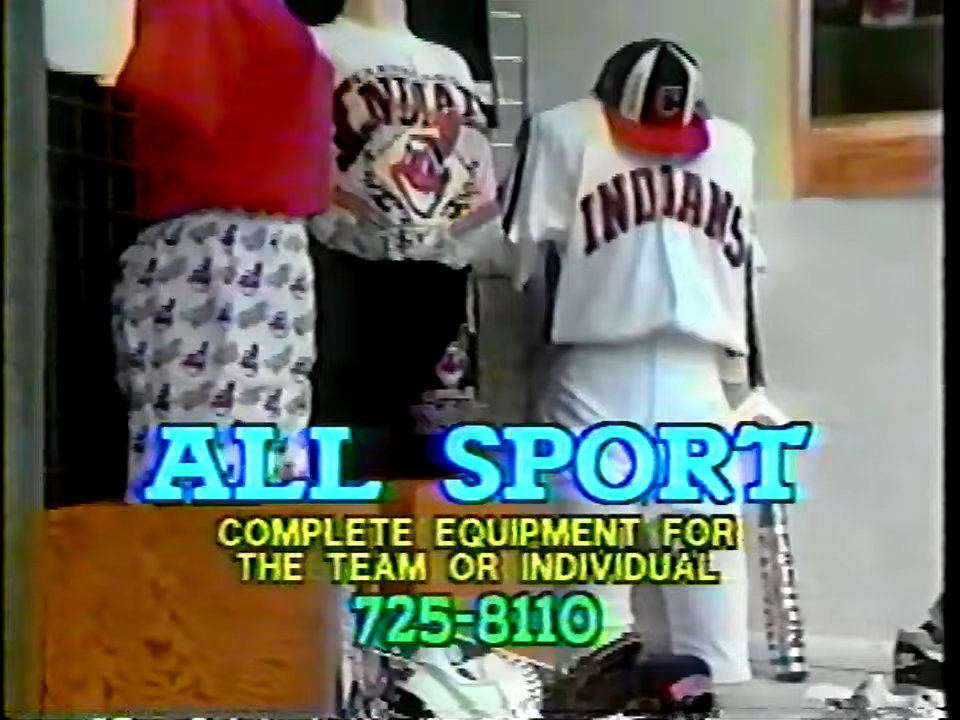 INDIANS
C
ALL SPORT
COMPLETE EQUIPMENT FOR
THE TEAM OR INDIVIDUAL
725-8110